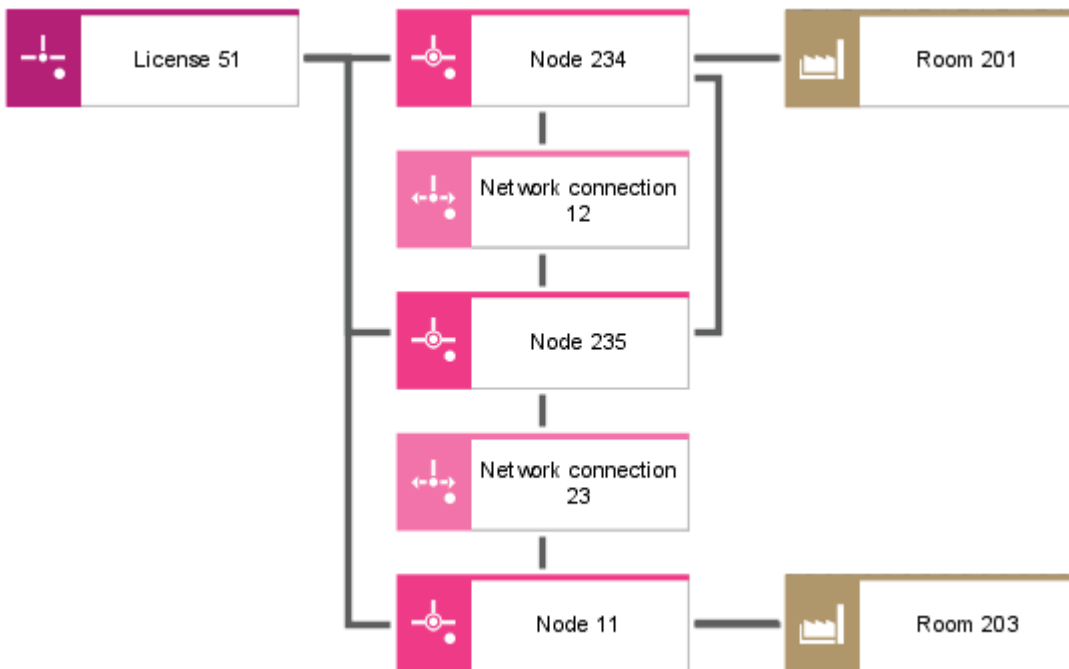 License 51
Node 234
Room 201
Network connection
12
Node 235
Network connection
23
Node 11
Room 203